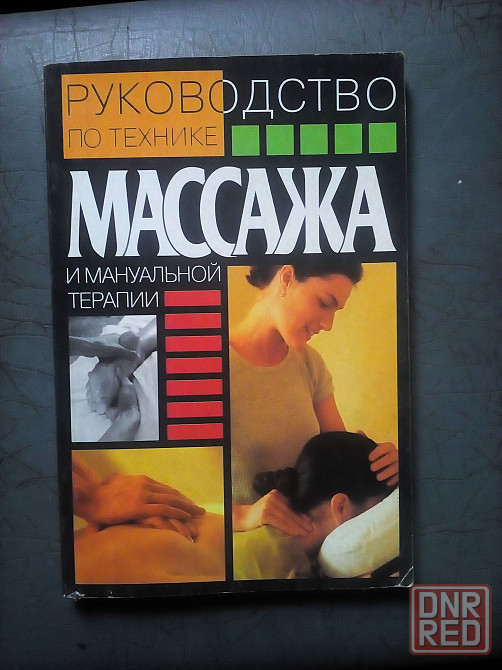 РУКОВОДСТВО
ПО ТЕХНИКЕ
МАССАЖА
И МАНУАЛЬНОЙ
ТЕРАПИИ
DNR
RED